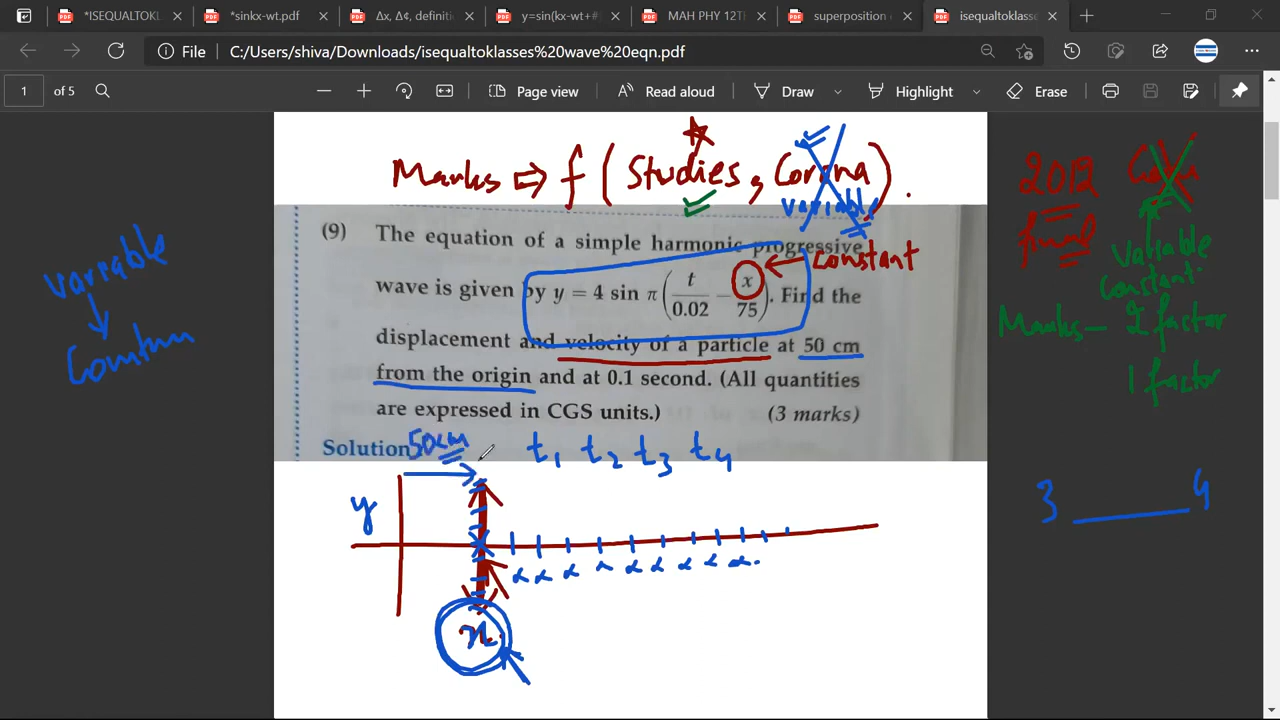 *ISEQUALTOKL
*sinkx-wt.pdf
Δx, Δ¢, definiti
y=sin(kx-wt+#
MAH PHY 12TH
superposition o
isequaltoklasse
File C:/Users/shiva/Downloads/isequaltoklasses%20wave%20eqn.pdf
1 of 5
Page view
Read aloud
Draw
Highlight
Erase
Marks ⇨ f ( Studies, Corona ).
variable
(9) The equation of a simple harmonic progressive
constant
wave is given by y = 4 sin π(t/0.02 − x/75). Find the
displacement and velocity of a particle at 50 cm
from the origin and at 0.1 second. (All quantities
are expressed in CGS units.) (3 marks)
Solution
50cm
t1 t2 t3 t4
y
x
variable
2012
final
variable
constant
Marks – 2 factor
1 factor
3 4